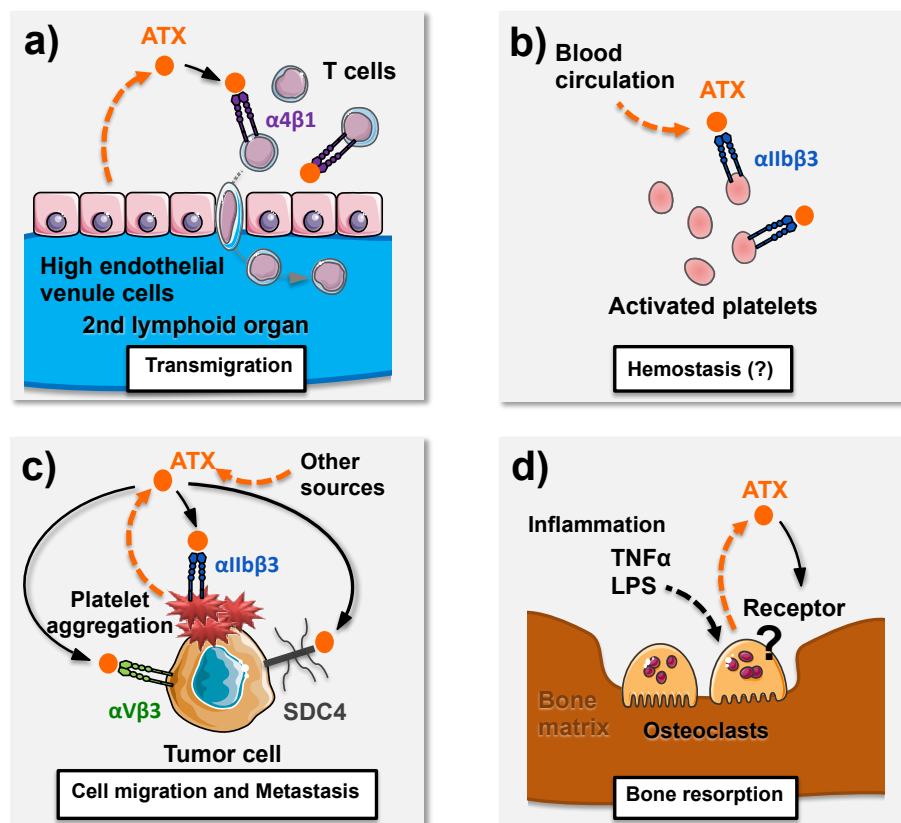 a)
ATX
T cells
α4β1
High endothelial
venule cells
2nd lymphoid organ
Transmigration
b)
Blood
circulation
ATX
αIIbβ3
Activated platelets
Hemostasis (?)
c)
ATX
Other
sources
αIIbβ3
Platelet
aggregation
αVβ3
SDC4
Tumor cell
Cell migration and Metastasis
d)
ATX
Inflammation
TNFα
LPS
Receptor
?
Bone
matrix
Osteoclasts
Bone resorption